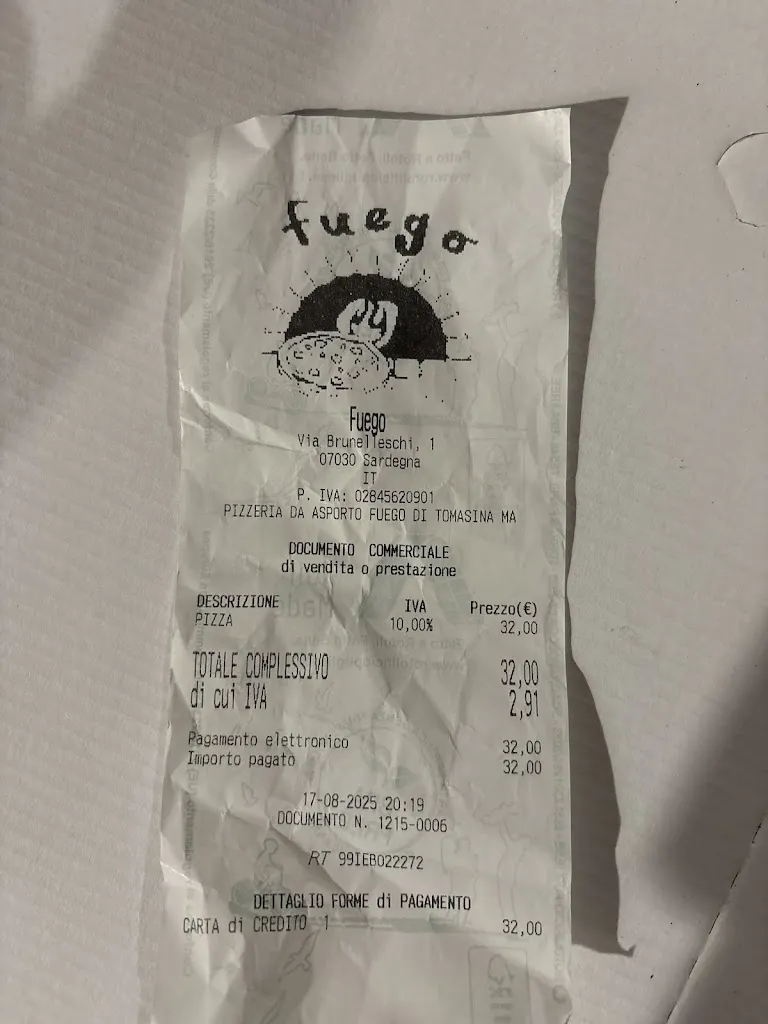 fuego
Fuego
Via Brunelleschi, 1
07030 Sardegna
IT
P. IVA: 02845620901
PIZZERIA DA ASPORTO FUEGO DI TOMASINA MA
DOCUMENTO COMMERCIALE
di vendita o prestazione
DESCRIZIONE IVA Prezzo(€)
PIZZA 10,00% 32,00
TOTALE COMPLESSIVO 32,00
di cui IVA 2,91
Pagamento elettronico 32,00
Importo pagato 32,00
17-08-2025 20:19
DOCUMENTO N. 1215-0006
RT 99IEB022272
DETTAGLIO FORME di PAGAMENTO
CARTA di CREDITO 1 32,00